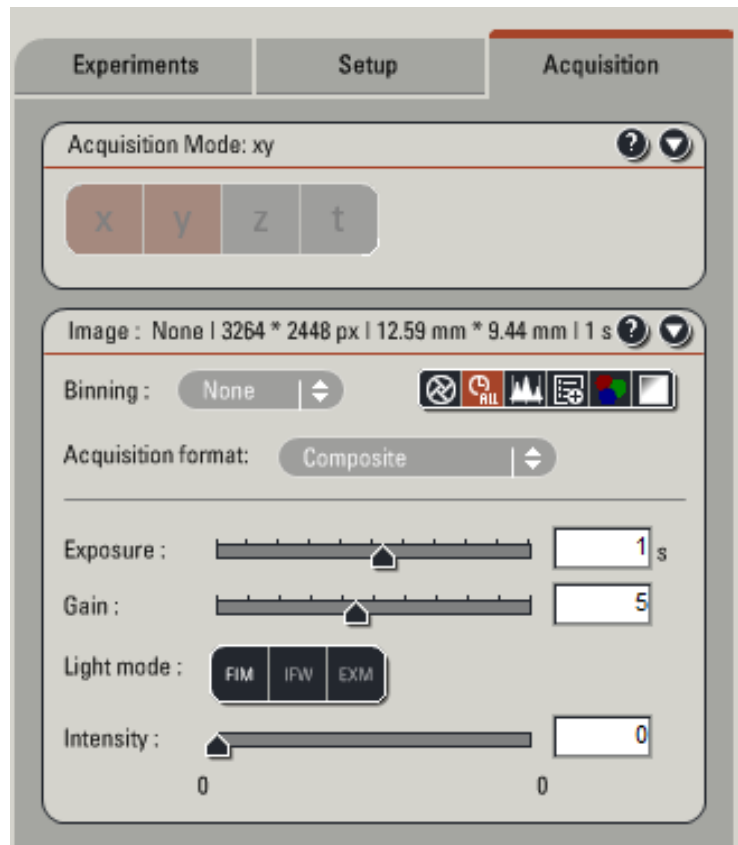 Experiments Setup Acquisition
Acquisition Mode: xy
? 
x y z t
Image : None | 3264 * 2448 px | 12.59 mm * 9.44 mm | 1 s ?
Binning : None ALL
Acquisition format: Composite
Exposure : 1 s
Gain : 5
Light mode : FIM IFW EXM
Intensity : 0
0 0